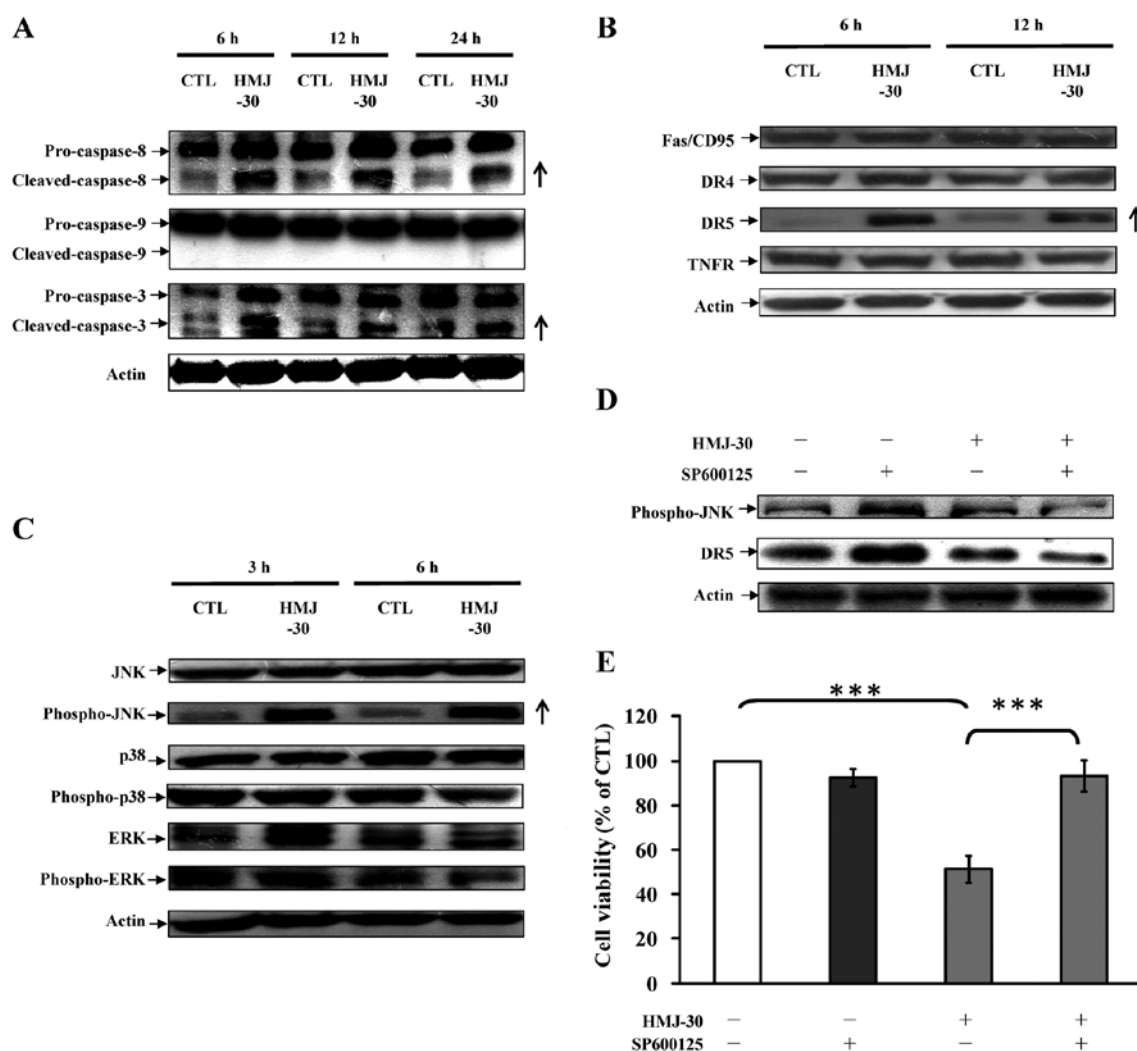 A
6 h 12 h 24 h
CTL HMJ -30 CTL HMJ -30 CTL HMJ -30
Pro-caspase-8
Cleaved-caspase-8
Pro-caspase-9
Cleaved-caspase-9
Pro-caspase-3
Cleaved-caspase-3
Actin
B
6 h 12 h
CTL HMJ -30 CTL HMJ -30
Fas/CD95
DR4
DR5
TNFR
Actin
C
3 h 6 h
CTL HMJ -30 CTL HMJ -30
JNK
Phospho-JNK
p38
Phospho-p38
ERK
Phospho-ERK
Actin
D
HMJ-30 − − + +
SP600125 − + − +
Phospho-JNK
DR5
Actin
E
*** ***
Cell viability (% of CTL)
120
100
80
60
40
20
0
HMJ-30 − − + +
SP600125 − + − +